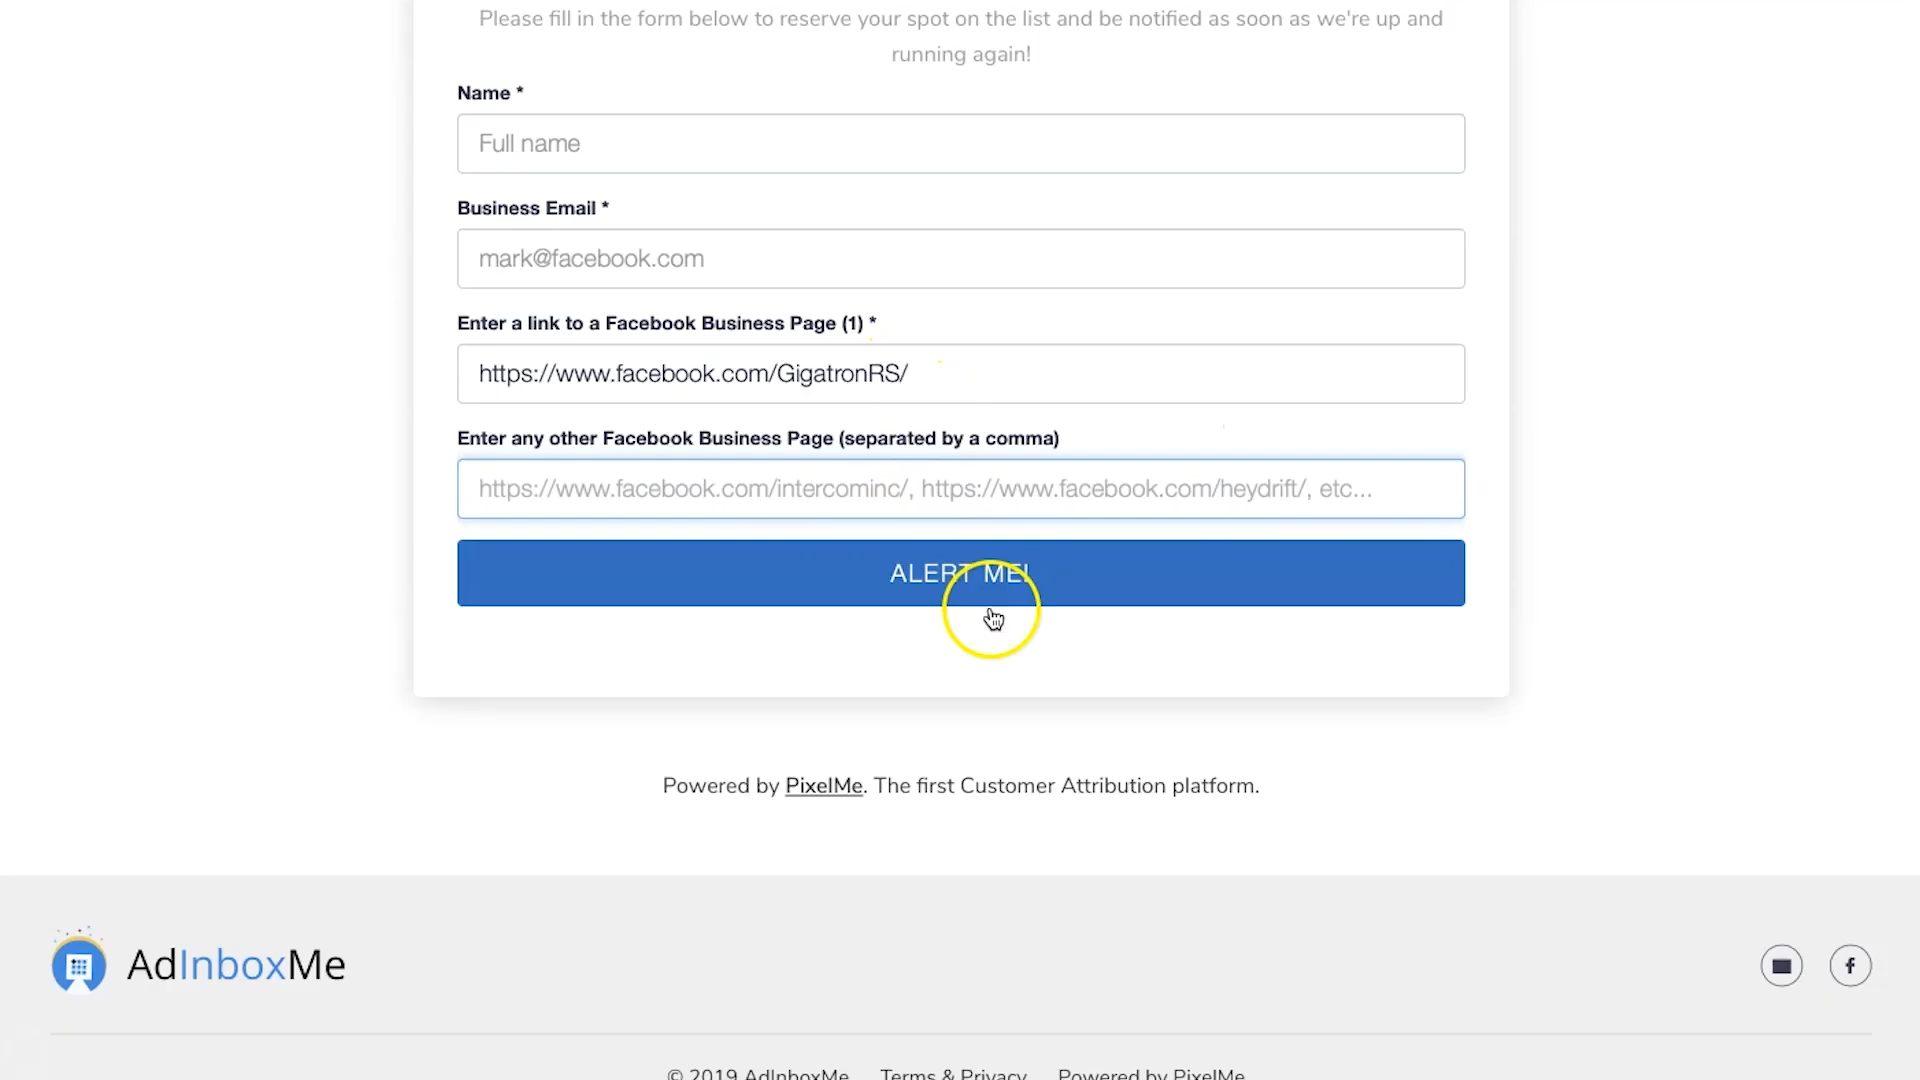 Please fill in the form below to reserve your spot on the list and be notified as soon as we're up and
running again!
Name *
Full name
Business Email *
mark@facebook.com
Enter a link to a Facebook Business Page (1) *
https://www.facebook.com/GigatronRS/
Enter any other Facebook Business Page (separated by a comma)
https://www.facebook.com/intercominc/, https://www.facebook.com/heydrift/, etc...
ALERT ME!
Powered by PixelMe. The first Customer Attribution platform.
AdInboxMe
© 2019 AdInboxMe Terms & Privacy Powered by PixelMe